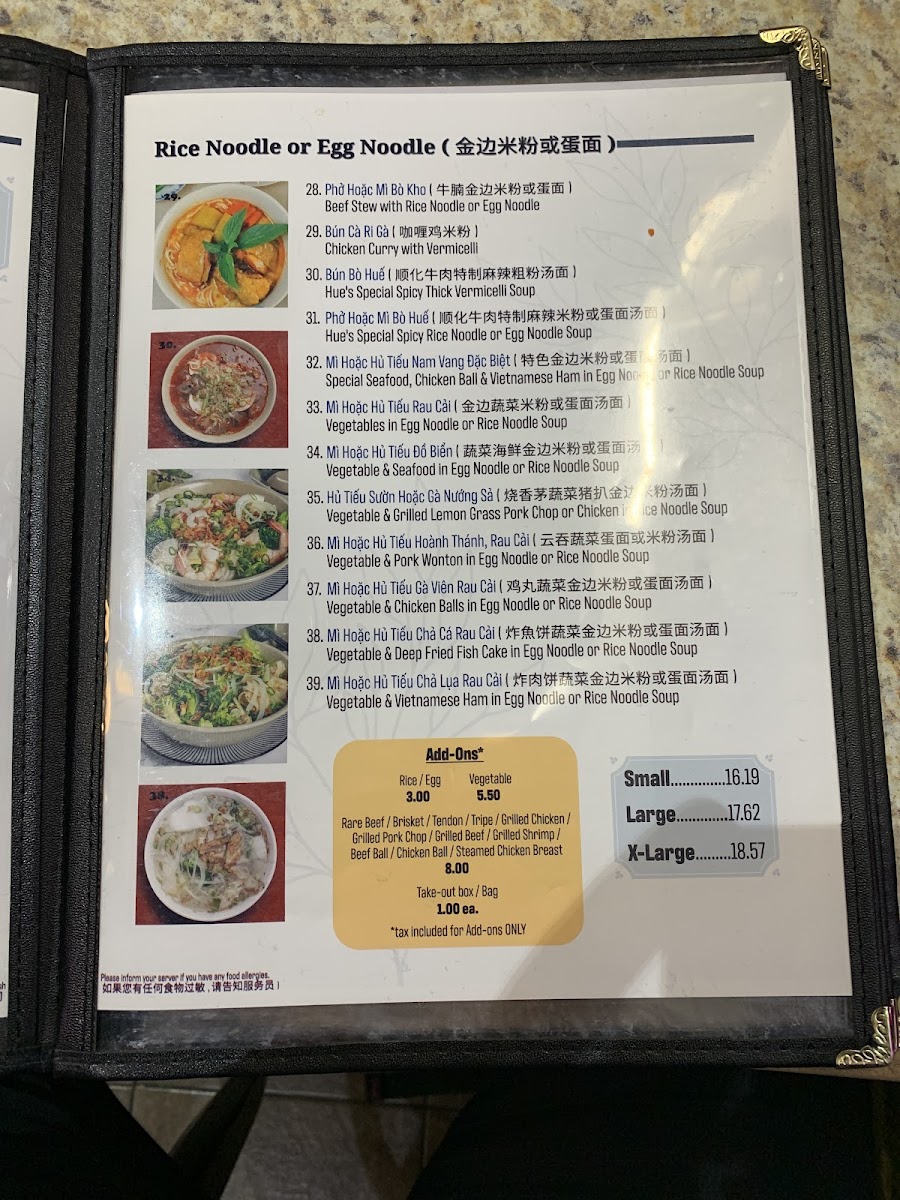 Rice Noodle or Egg Noodle ( 金边米粉或蛋面 )
28. Phở Hoặc Mì Bò Kho ( 牛腩金边米粉或蛋面 )
Beef Stew with Rice Noodle or Egg Noodle
29. Bún Cà Ri Gà ( 咖喱鸡米粉 )
Chicken Curry with Vermicelli
30. Bún Bò Huế ( 顺化牛肉特制麻辣粗粉汤面 )
Hue's Special Spicy Thick Vermicelli Soup
31. Phở Hoặc Mì Bò Huế ( 顺化牛肉特制麻辣米粉或蛋面汤面 )
Hue's Special Spicy Rice Noodle or Egg Noodle Soup
32. Mì Hoặc Hủ Tiếu Nam Vang Đặc Biệt ( 特色金边米粉或蛋面汤面 )
Special Seafood, Chicken Ball & Vietnamese Ham in Egg Noodle or Rice Noodle Soup
33. Mì Hoặc Hủ Tiếu Rau Cải ( 金边蔬菜米粉或蛋面汤面 )
Vegetables in Egg Noodle or Rice Noodle Soup
34. Mì Hoặc Hủ Tiếu Đồ Biển ( 蔬菜海鲜金边米粉或蛋面汤面 )
Vegetable & Seafood in Egg Noodle or Rice Noodle Soup
35. Hủ Tiếu Sườn Hoặc Gà Nướng Sả ( 烧香茅蔬菜猪扒金边米粉汤面 )
Vegetable & Grilled Lemon Grass Pork Chop or Chicken in Rice Noodle Soup
36. Mì Hoặc Hủ Tiếu Hoành Thánh, Rau Cải ( 云吞蔬菜蛋面或米粉汤面 )
Vegetable & Pork Wonton in Egg Noodle or Rice Noodle Soup
37. Mì Hoặc Hủ Tiếu Gà Viên Rau Cải ( 鸡丸蔬菜金边米粉或蛋面汤面 )
Vegetable & Chicken Balls in Egg Noodle or Rice Noodle Soup
38. Mì Hoặc Hủ Tiếu Chả Cá Rau Cải ( 炸魚饼蔬菜金边米粉或蛋面汤面 )
Vegetable & Deep Fried Fish Cake in Egg Noodle or Rice Noodle Soup
39. Mì Hoặc Hủ Tiếu Chả Lụa Rau Cải ( 炸肉饼蔬菜金边米粉或蛋面汤面 )
Vegetable & Vietnamese Ham in Egg Noodle or Rice Noodle Soup
29.
30.
38.
Add-Ons*
Rice / Egg Vegetable
3.00 5.50
Rare Beef / Brisket / Tendon / Tripe / Grilled Chicken /
Grilled Pork Chop / Grilled Beef / Grilled Shrimp /
Beef Ball / Chicken Ball / Steamed Chicken Breast
8.00
Take-out box / Bag
1.00 ea.
*tax included for Add-ons ONLY
Small.............16.19
Large............17.62
X-Large.........18.57
Please inform your server if you have any food allergies.
如果您有任何食物过敏 , 请告知服务员 )